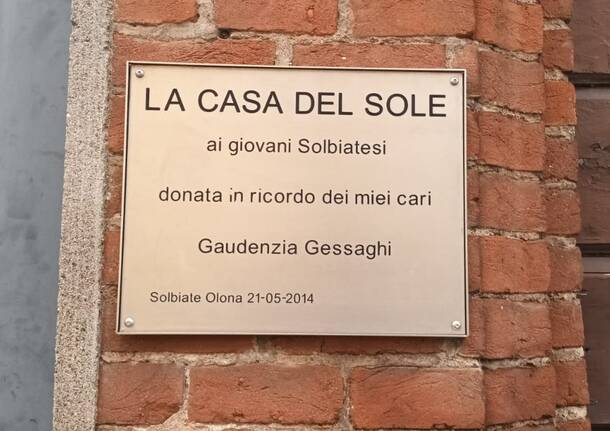 LA CASA DEL SOLE
ai giovani Solbiatesi
donata in ricordo dei miei cari
Gaudenzia Gessaghi
Solbiate Olona 21-05-2014